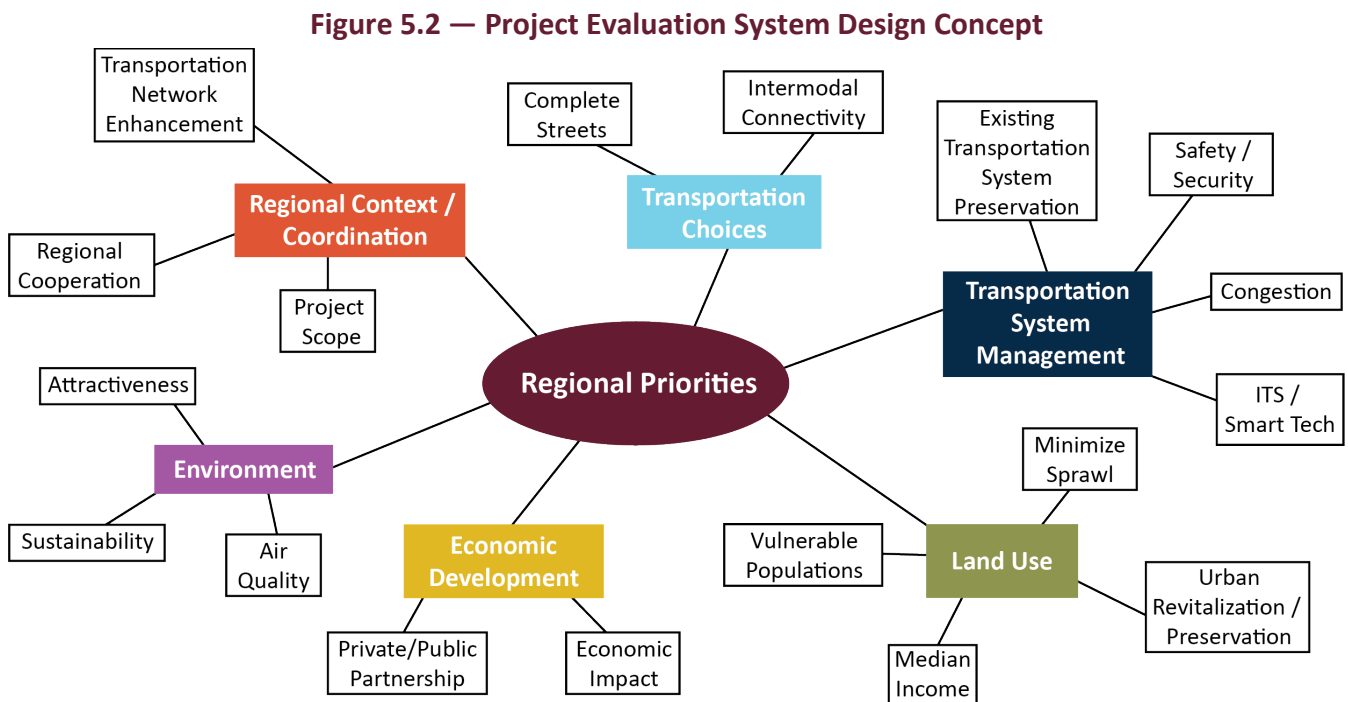 Figure 5.2 — Project Evaluation System Design Concept
Transportation
Network
Enhancement
Regional Context /
Coordination
Regional
Cooperation
Project
Scope
Complete
Streets
Intermodal
Connectivity
Transportation
Choices
Existing
Transportation
System
Preservation
Safety /
Security
Transportation
System
Management
Congestion
ITS /
Smart Tech
Regional Priorities
Attractiveness
Environment
Sustainability
Air
Quality
Economic
Development
Private/Public
Partnership
Economic
Impact
Minimize
Sprawl
Vulnerable
Populations
Land Use
Urban
Revitalization /
Preservation
Median
Income